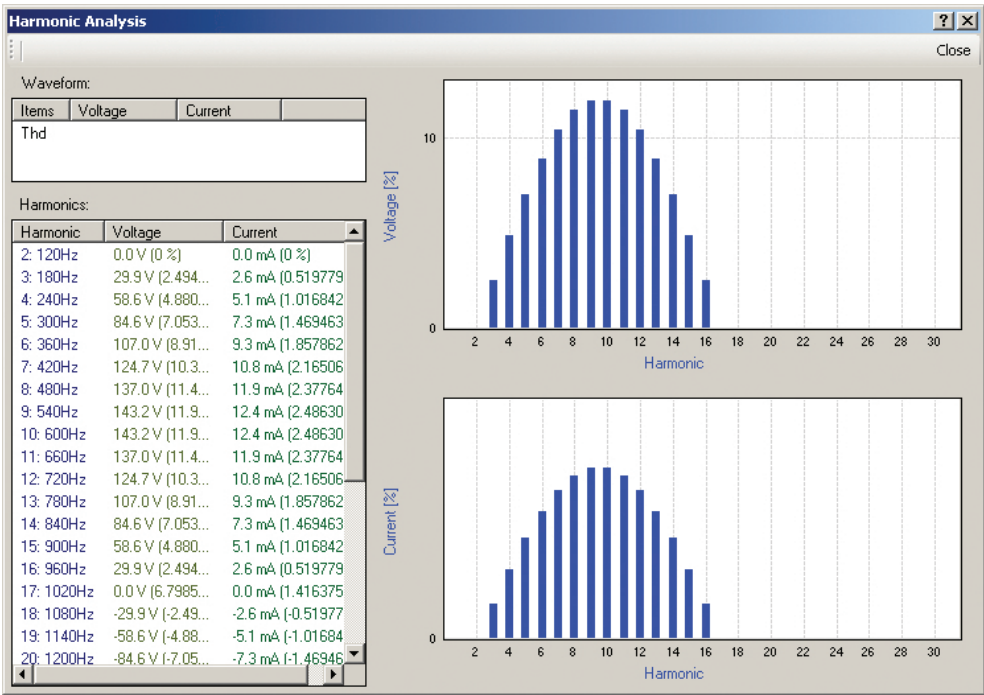 Harmonic Analysis
Close
Waveform:
Items Voltage Current
Thd
Harmonics:
Harmonic Voltage Current
2: 120Hz 0.0 V (0 %) 0.0 mA (0 %)
3: 180Hz 29.9 V (2.494... 2.6 mA (0.519779
4: 240Hz 58.6 V (4.880... 5.1 mA (1.016842
5: 300Hz 84.6 V (7.053... 7.3 mA (1.469463
6: 360Hz 107.0 V (8.91... 9.3 mA (1.857862
7: 420Hz 124.7 V (10.3... 10.8 mA (2.16506
8: 480Hz 137.0 V (11.4... 11.9 mA (2.37764
9: 540Hz 143.2 V (11.9... 12.4 mA (2.48630
10: 600Hz 143.2 V (11.9... 12.4 mA (2.48630
11: 660Hz 137.0 V (11.4... 11.9 mA (2.37764
12: 720Hz 124.7 V (10.3... 10.8 mA (2.16506
13: 780Hz 107.0 V (8.91... 9.3 mA (1.857862
14: 840Hz 84.6 V (7.053... 7.3 mA (1.469463
15: 900Hz 58.6 V (4.880... 5.1 mA (1.016842
16: 960Hz 29.9 V (2.494... 2.6 mA (0.519779
17: 1020Hz 0.0 V (6.7985... 0.0 mA (1.416375
18: 1080Hz -29.9 V (-2.49... -2.6 mA (-0.51977
19: 1140Hz -58.6 V (-4.88... -5.1 mA (-1.01684
20: 1200Hz -84.6 V (-7.05... -7.3 mA (-1.46946
Voltage [%]
10
0
2 4 6 8 10 12 14 16 18 20 22 24 26 28 30
Harmonic
Current [%]
0
2 4 6 8 10 12 14 16 18 20 22 24 26 28 30
Harmonic